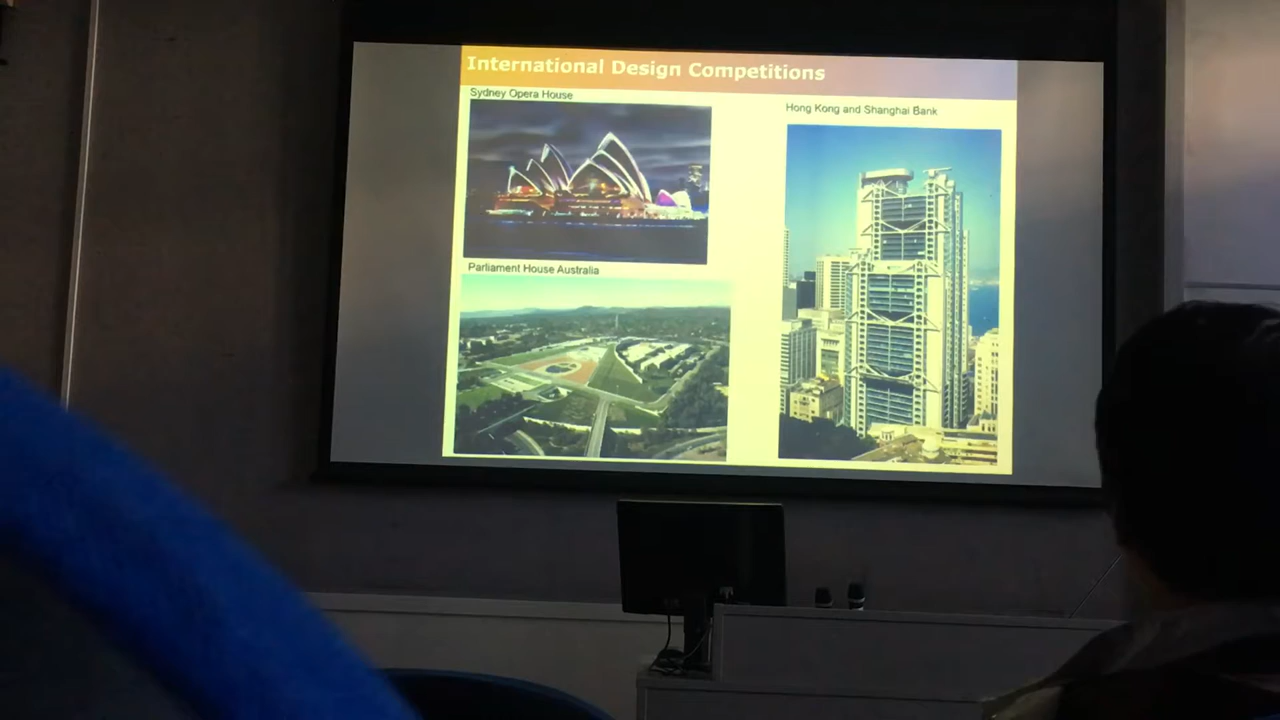 International Design Competitions
Sydney Opera House
Hong Kong and Shanghai Bank
Parliament House Australia